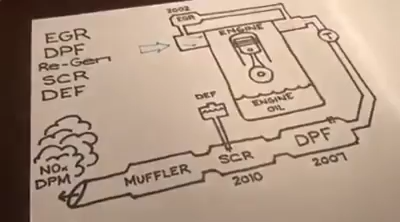 EGR
DPF
Re-Gen
SCR
DEF
2002
EGR
ENGINE
T
ENGINE
OIL
DEF
NOx
DPM
MUFFLER
SCR
DPF
2010
2007